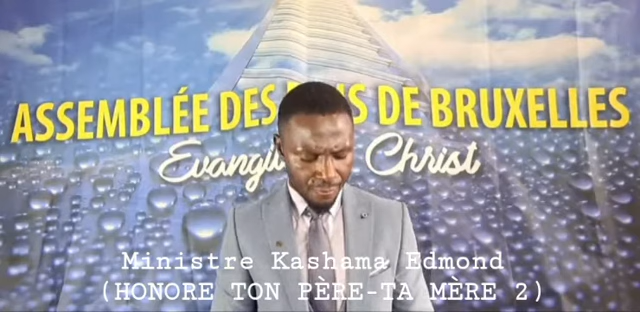 ASSEMBLÉE DES DE BRUXELLES
Christ
Ministre Kashama Edmond
(HONORE TON PÈRE-TA MÈRE 2)